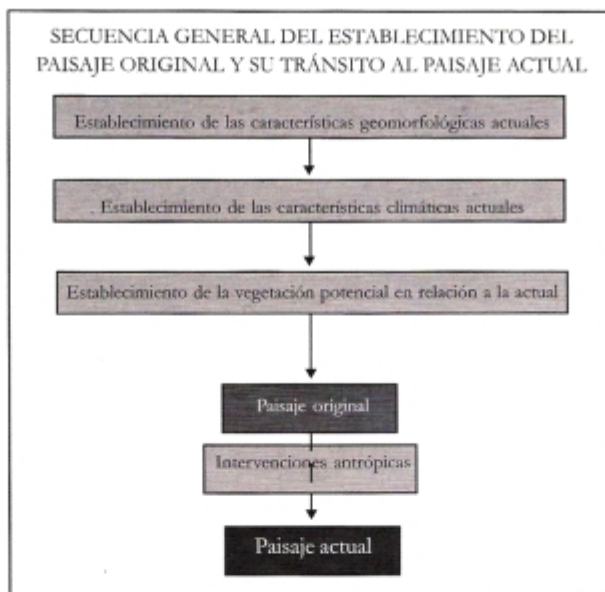 SECUENCIA GENERAL DEL ESTABLECIMIENTO DEL
PAISAJE ORIGINAL Y SU TRÁNSITO AL PAISAJE ACTUAL
Establecimiento de las características geomorfológicas actuales
Establecimiento de las características climáticas actuales
Establecimiento de la vegetación potencial en relación a la actual
Paisaje original
Intervenciones antrópicas
Paisaje actual